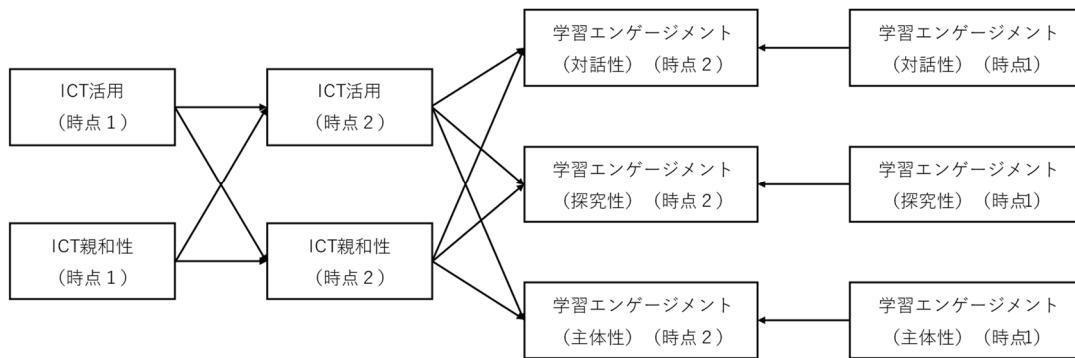 ICT活用
（時点１）
ICT親和性
（時点１）
ICT活用
（時点２）
ICT親和性
（時点２）
学習エンゲージメント
（対話性）（時点２）
学習エンゲージメント
（探究性）（時点２）
学習エンゲージメント
（主体性）（時点２）
学習エンゲージメント
（対話性）（時点1）
学習エンゲージメント
（探究性）（時点1）
学習エンゲージメント
（主体性）（時点1）